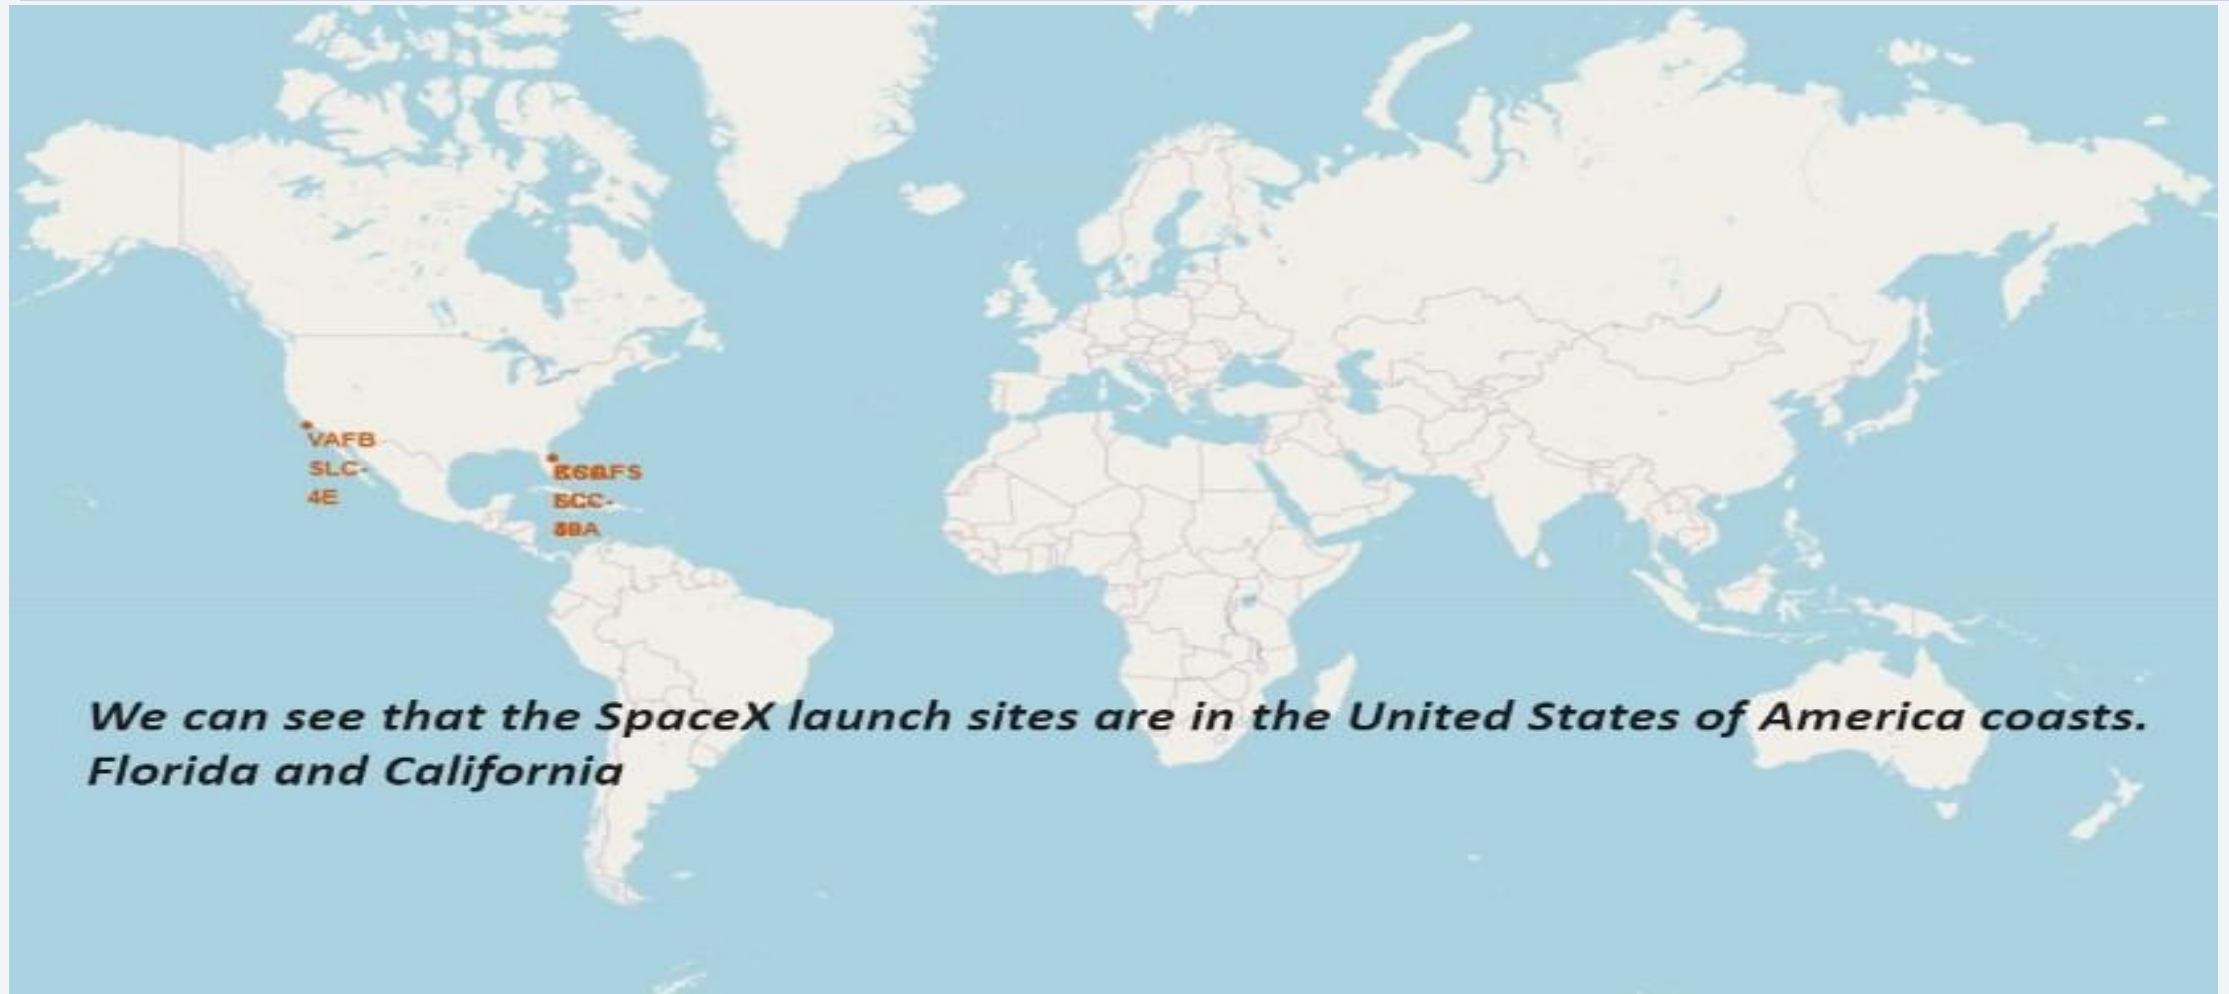 VAFB
SLC-
4E
We can see that the SpaceX launch sites are in the United States of America coasts.
Florida and California